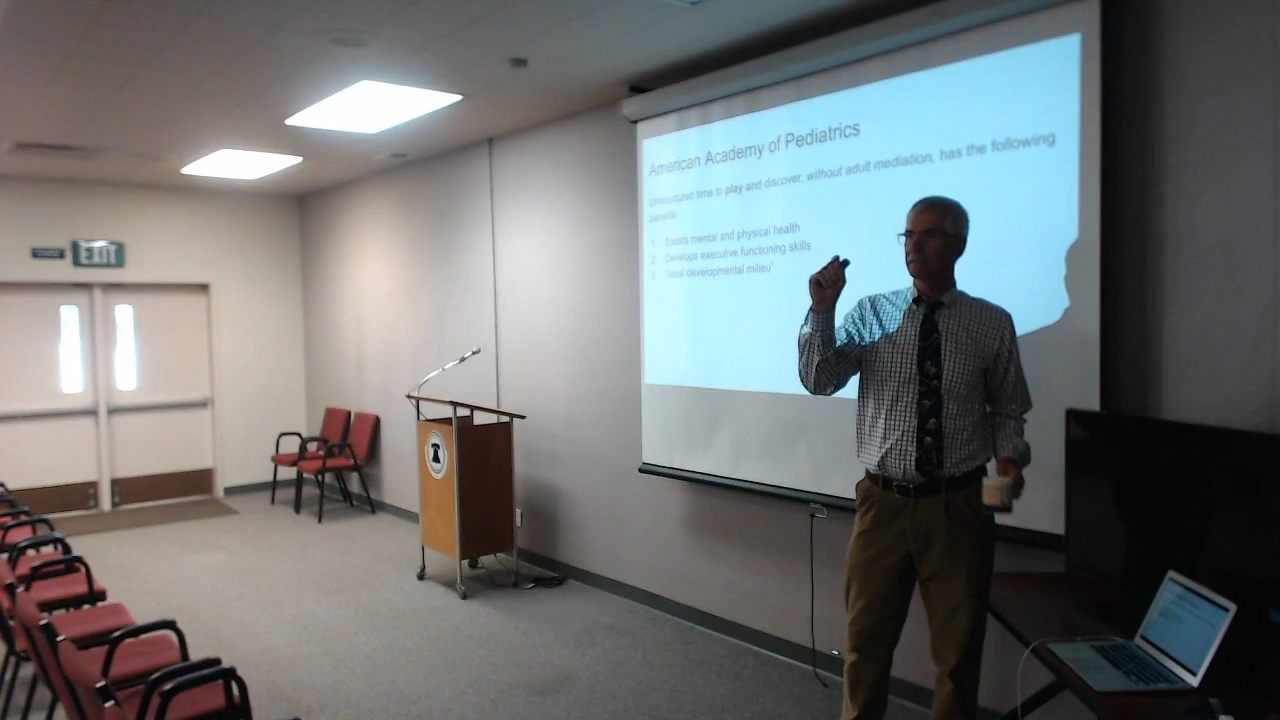 American Academy of Pediatrics
Unstructured time to play and discover, without adult mediation, has the following
benefits:
1. Boosts mental and physical health
2. Develops executive functioning skills
3. "Ideal developmental milieu"
EXIT